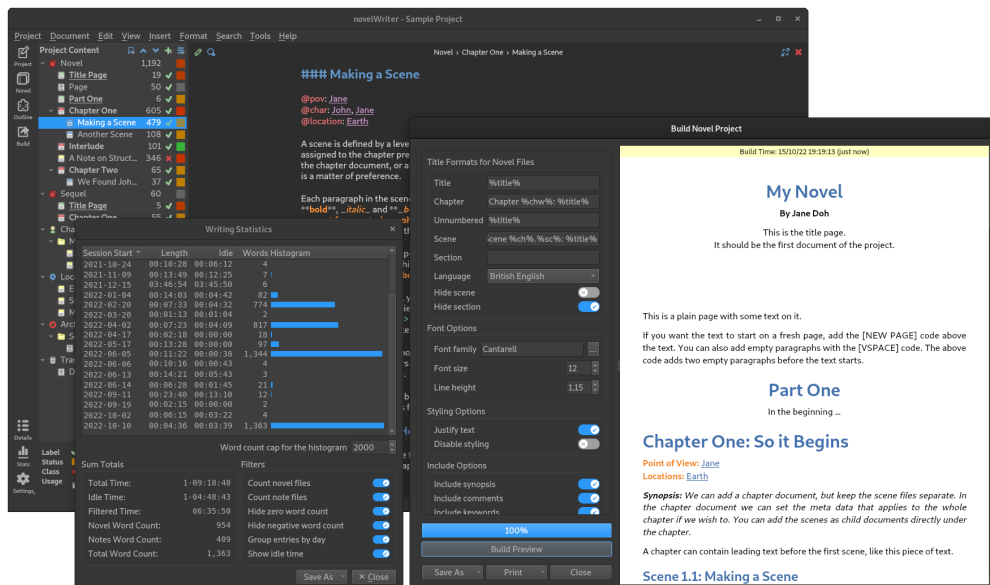 novelWriter - Sample Project
Project Document Edit View Insert Format Search Tools Help
Project
Novel
Outline
Build
Details
Stats
Settings
Project Content
Novel 1,192
Title Page 19
Page 50
Part One 6
Chapter One 605
Making a Scene 479
Another Scene 108
Interlude 101
A Note on Struct... 346
Chapter Two 65
We Found Joh... 37
Sequel 60
Title Page 5
Chapter One 55
Label
Status
Class
Usage
Novel › Chapter One › Making a Scene
### Making a Scene
@pov: Jane
@char: John, Jane
@location: Earth
A scene is defined by a leve
assigned to the chapter pre
the chapter document, or a
is a matter of preference.
Each paragraph in the scen
**bold**, _italic_ and **_b
Writing Statistics
Session Start Length Idle Words Histogram
2021-10-24 00:10:28 00:06:12 4
2021-11-09 00:13:49 00:12:25 7
2021-12-15 03:46:54 03:45:50 6
2022-01-04 00:14:03 00:04:42 82
2022-02-20 00:07:33 00:04:32 774
2022-03-20 00:01:13 00:01:04 2
2022-04-02 00:07:23 00:04:09 817
2022-04-17 00:02:18 00:00:00 18
2022-05-17 00:13:28 00:00:00 97
2022-06-05 00:11:22 00:00:38 1,344
2022-06-06 00:10:16 00:00:43 4
2022-06-13 00:14:21 00:05:43 3
2022-06-14 00:06:28 00:01:45 21
2022-09-11 00:23:40 00:13:10 12
2022-09-19 00:02:15 00:00:00 2
2022-10-02 00:06:15 00:03:22 4
2022-10-10 00:04:36 00:03:39 1,363
Word count cap for the histogram 2000
Sum Totals
Total Time: 1-09:18:48
Idle Time: 1-04:48:43
Filtered Time: 06:35:50
Novel Word Count: 954
Notes Word Count: 409
Total Word Count: 1,363
Filters
Count novel files
Count note files
Hide zero word count
Hide negative word count
Group entries by day
Show idle time
Save As
Close
Build Novel Project
Title Formats for Novel Files
Title %title%
Chapter Chapter %chw%: %title%
Unnumbered %title%
Scene scene %ch%.%sc%: %title%
Section
Language British English
Hide scene
Hide section
Font Options
Font family Cantarell ...
Font size 12
Line height 1.15
Styling Options
Justify text
Disable styling
Include Options
Include synopsis
Include comments
Include keywords
100%
Build Preview
Save As Print Close
Build Time: 15/10/22 19:19:13 (just now)
My Novel
By Jane Doh
This is the title page.
It should be the first document of the project.
This is a plain page with some text on it.
If you want the text to start on a fresh page, add the [NEW PAGE] code above
the text. You can also add empty paragraphs with the [VSPACE] code. The above
code adds two empty paragraphs before the text starts.
Part One
In the beginning ...
Chapter One: So it Begins
Point of View: Jane
Locations: Earth
Synopsis: We can add a chapter document, but keep the scene files separate. In
the chapter document we can set the meta data that applies to the whole
chapter if we wish to. You can add the scenes as child documents directly under
the chapter.
A chapter can contain leading text before the first scene, like this piece of text.
Scene 1.1: Making a Scene